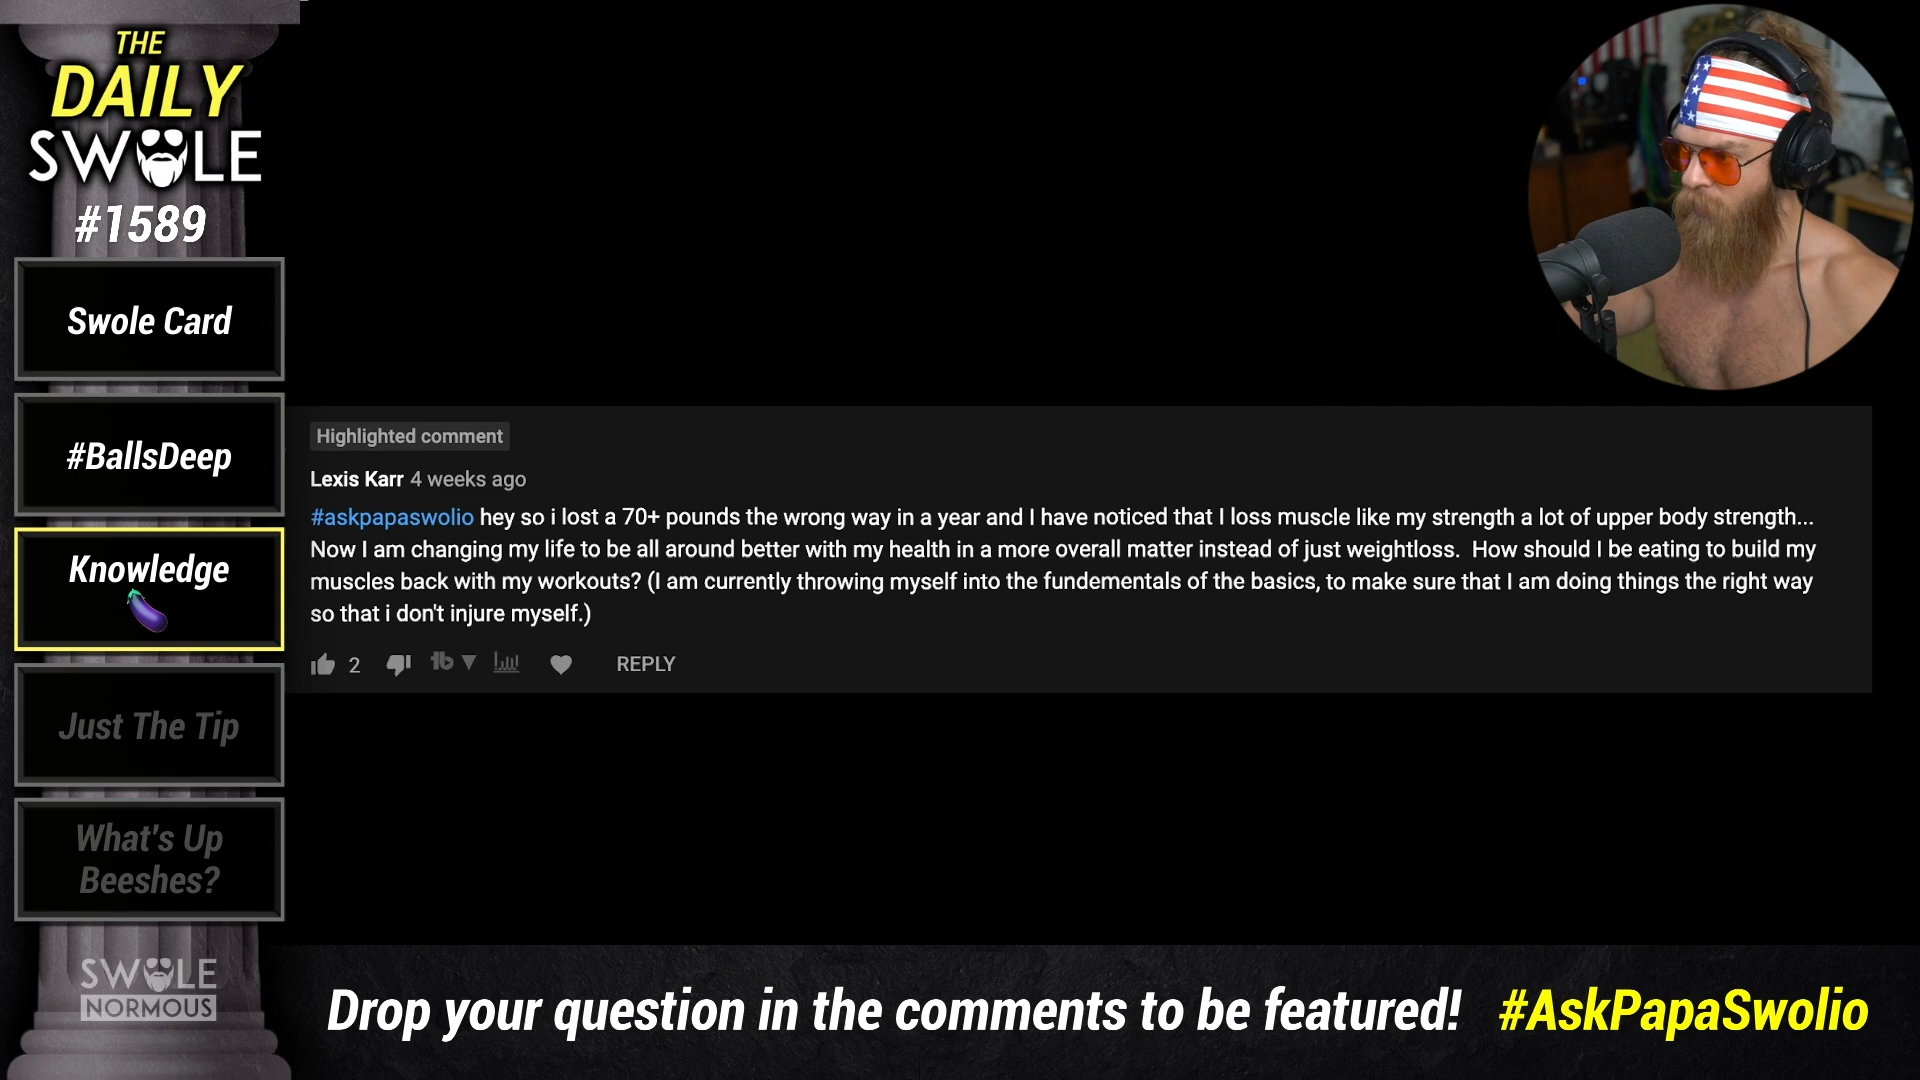 THE
DAILY
SWOLE
#1589
Swole Card
#BallsDeep
Knowledge
Just The Tip
What's Up
Beeshes?
SWOLE
NORMOUS
Highlighted comment
Lexis Karr 4 weeks ago
#askpapaswolio hey so i lost a 70+ pounds the wrong way in a year and I have noticed that I loss muscle like my strength a lot of upper body strength...
Now I am changing my life to be all around better with my health in a more overall matter instead of just weightloss.  How should I be eating to build my
muscles back with my workouts? (I am currently throwing myself into the fundementals of the basics, to make sure that I am doing things the right way
so that i don't injure myself.)
2 tb REPLY
Drop your question in the comments to be featured! #AskPapaSwolio